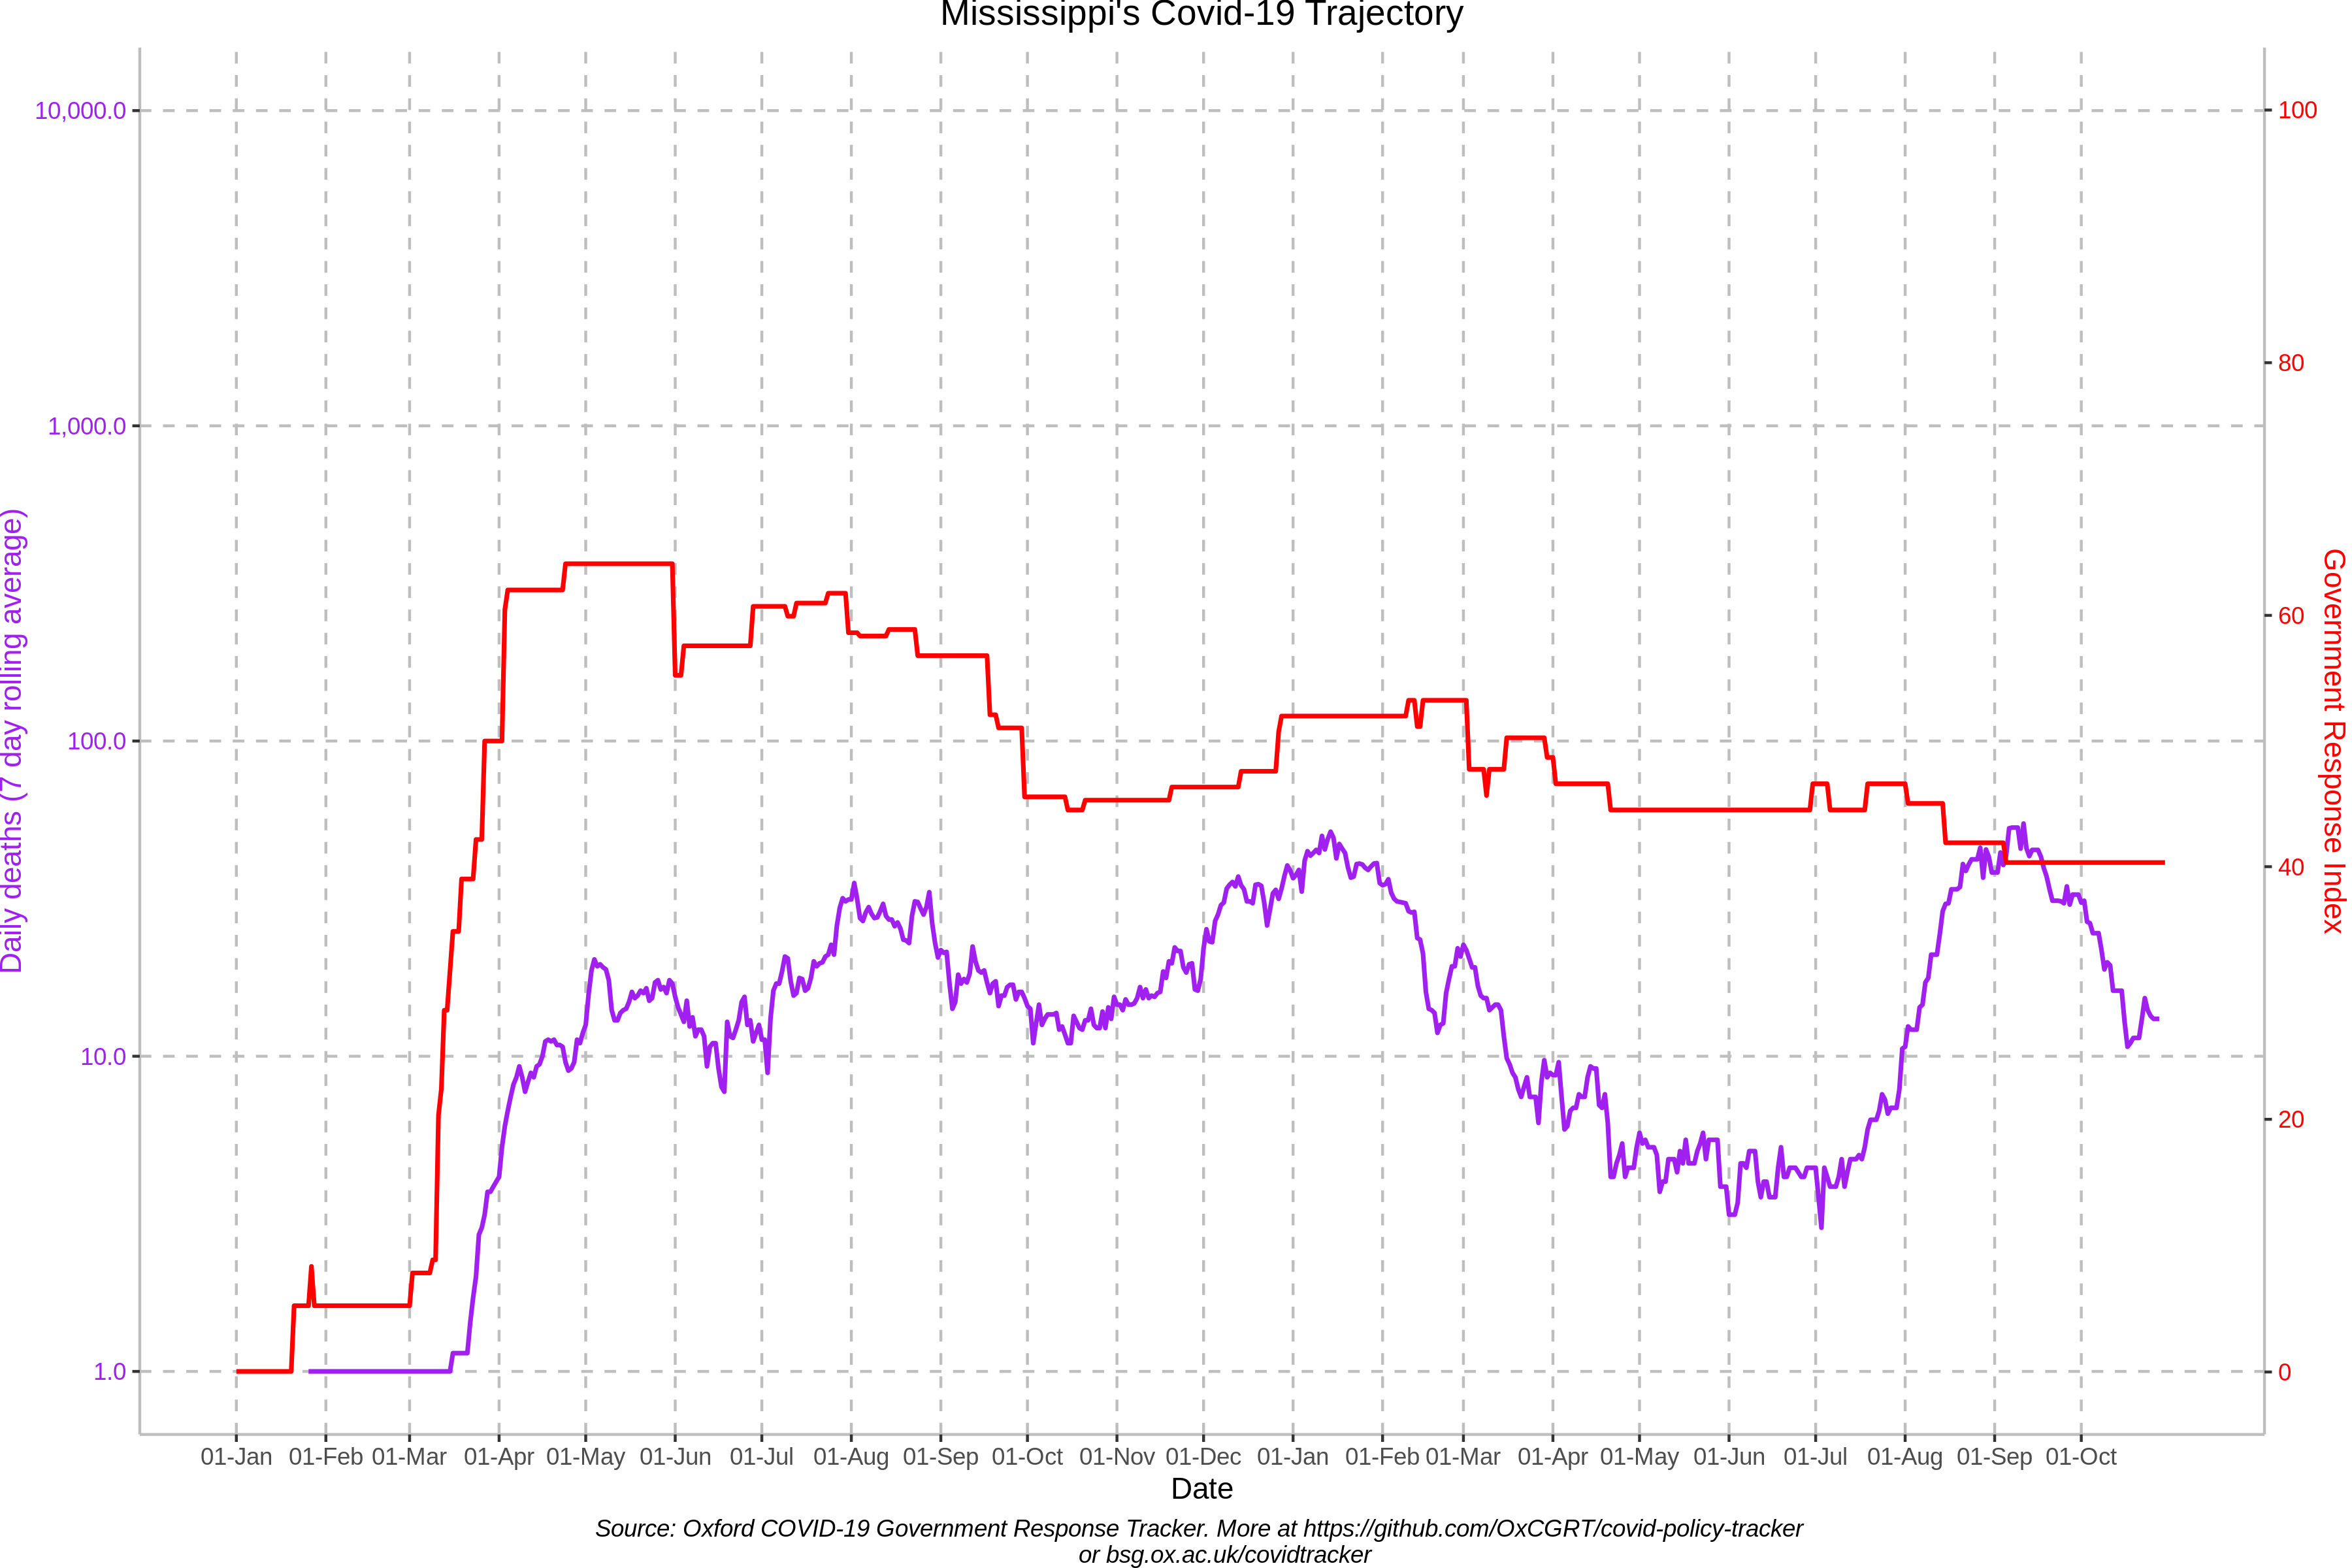 Mississippi's Covid-19 Trajectory
10,000.0
1,000.0
100.0
10.0
1.0
Daily deaths (7 day rolling average)
100
80
60
40
20
0
Government Response Index
01-Jan 01-Feb 01-Mar 01-Apr 01-May 01-Jun 01-Jul 01-Aug 01-Sep 01-Oct 01-Nov 01-Dec 01-Jan 01-Feb 01-Mar 01-Apr 01-May 01-Jun 01-Jul 01-Aug 01-Sep 01-Oct
Date
Source: Oxford COVID-19 Government Response Tracker. More at https://github.com/OxCGRT/covid-policy-tracker
or bsg.ox.ac.uk/covidtracker